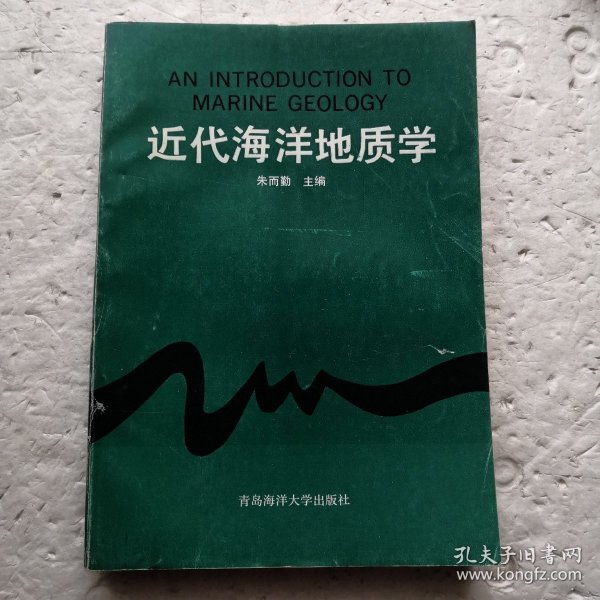 AN INTRODUCTION TO
MARINE GEOLOGY
近代海洋地质学
朱而勤 主编
青岛海洋大学出版社
孔夫子旧书网
www.kongfz.com